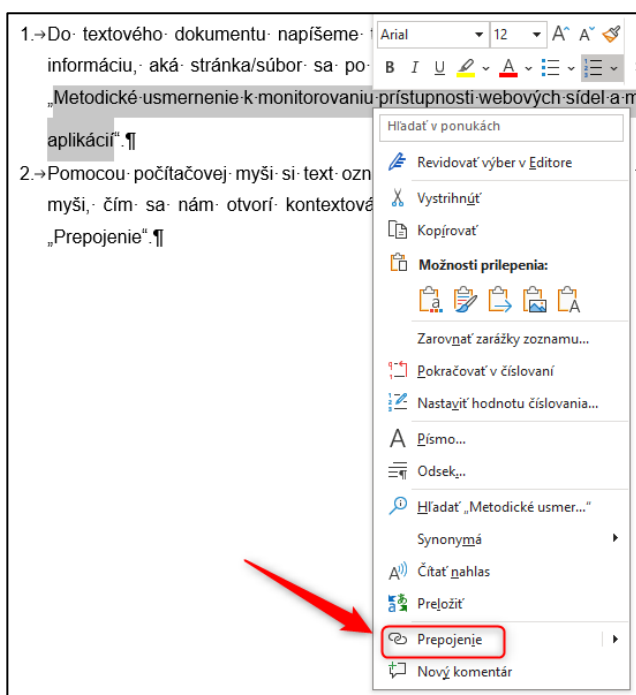 1.→Do· textového· dokumentu· napíšeme·
informáciu,· aká· stránka/súbor· sa· po·
„Metodické·usmernenie·k·monitorovaniu·prístupnosti·webových·sídel·a·m
aplikácií“.¶
2.→Pomocou· počítačovej· myši· si· text· ozn
myši,· čím· sa· nám· otvorí· kontextová
„Prepojenie“.¶
Arial 12 A A
B I U A
Hľadať v ponukách
Revidovať výber v Editore
Vystrihnúť
Kopírovať
Možnosti prilepenia:
Zarovnať zarážky zoznamu...
Pokračovať v číslovaní
Nastaviť hodnotu číslovania...
Písmo...
Odsek...
Hľadať „Metodické usmer...“
Synonymá
Čítať nahlas
Preložiť
Prepojenie
Nový komentár